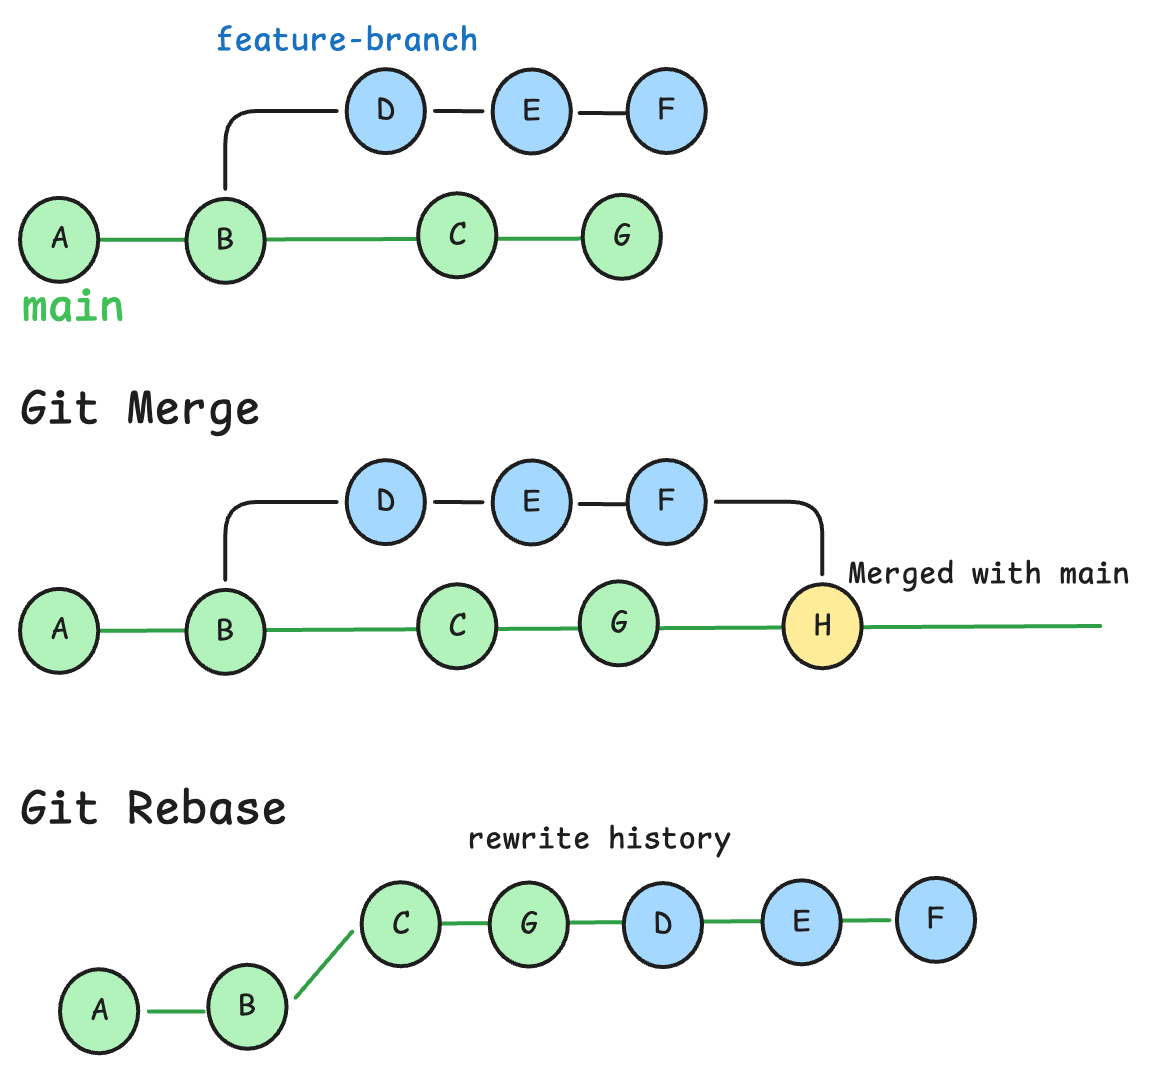 feature-branch
D E F
A B C G
main
Git Merge
D E F
Merged with main
A B C G H
Git Rebase
rewrite history
C G D E F
A B